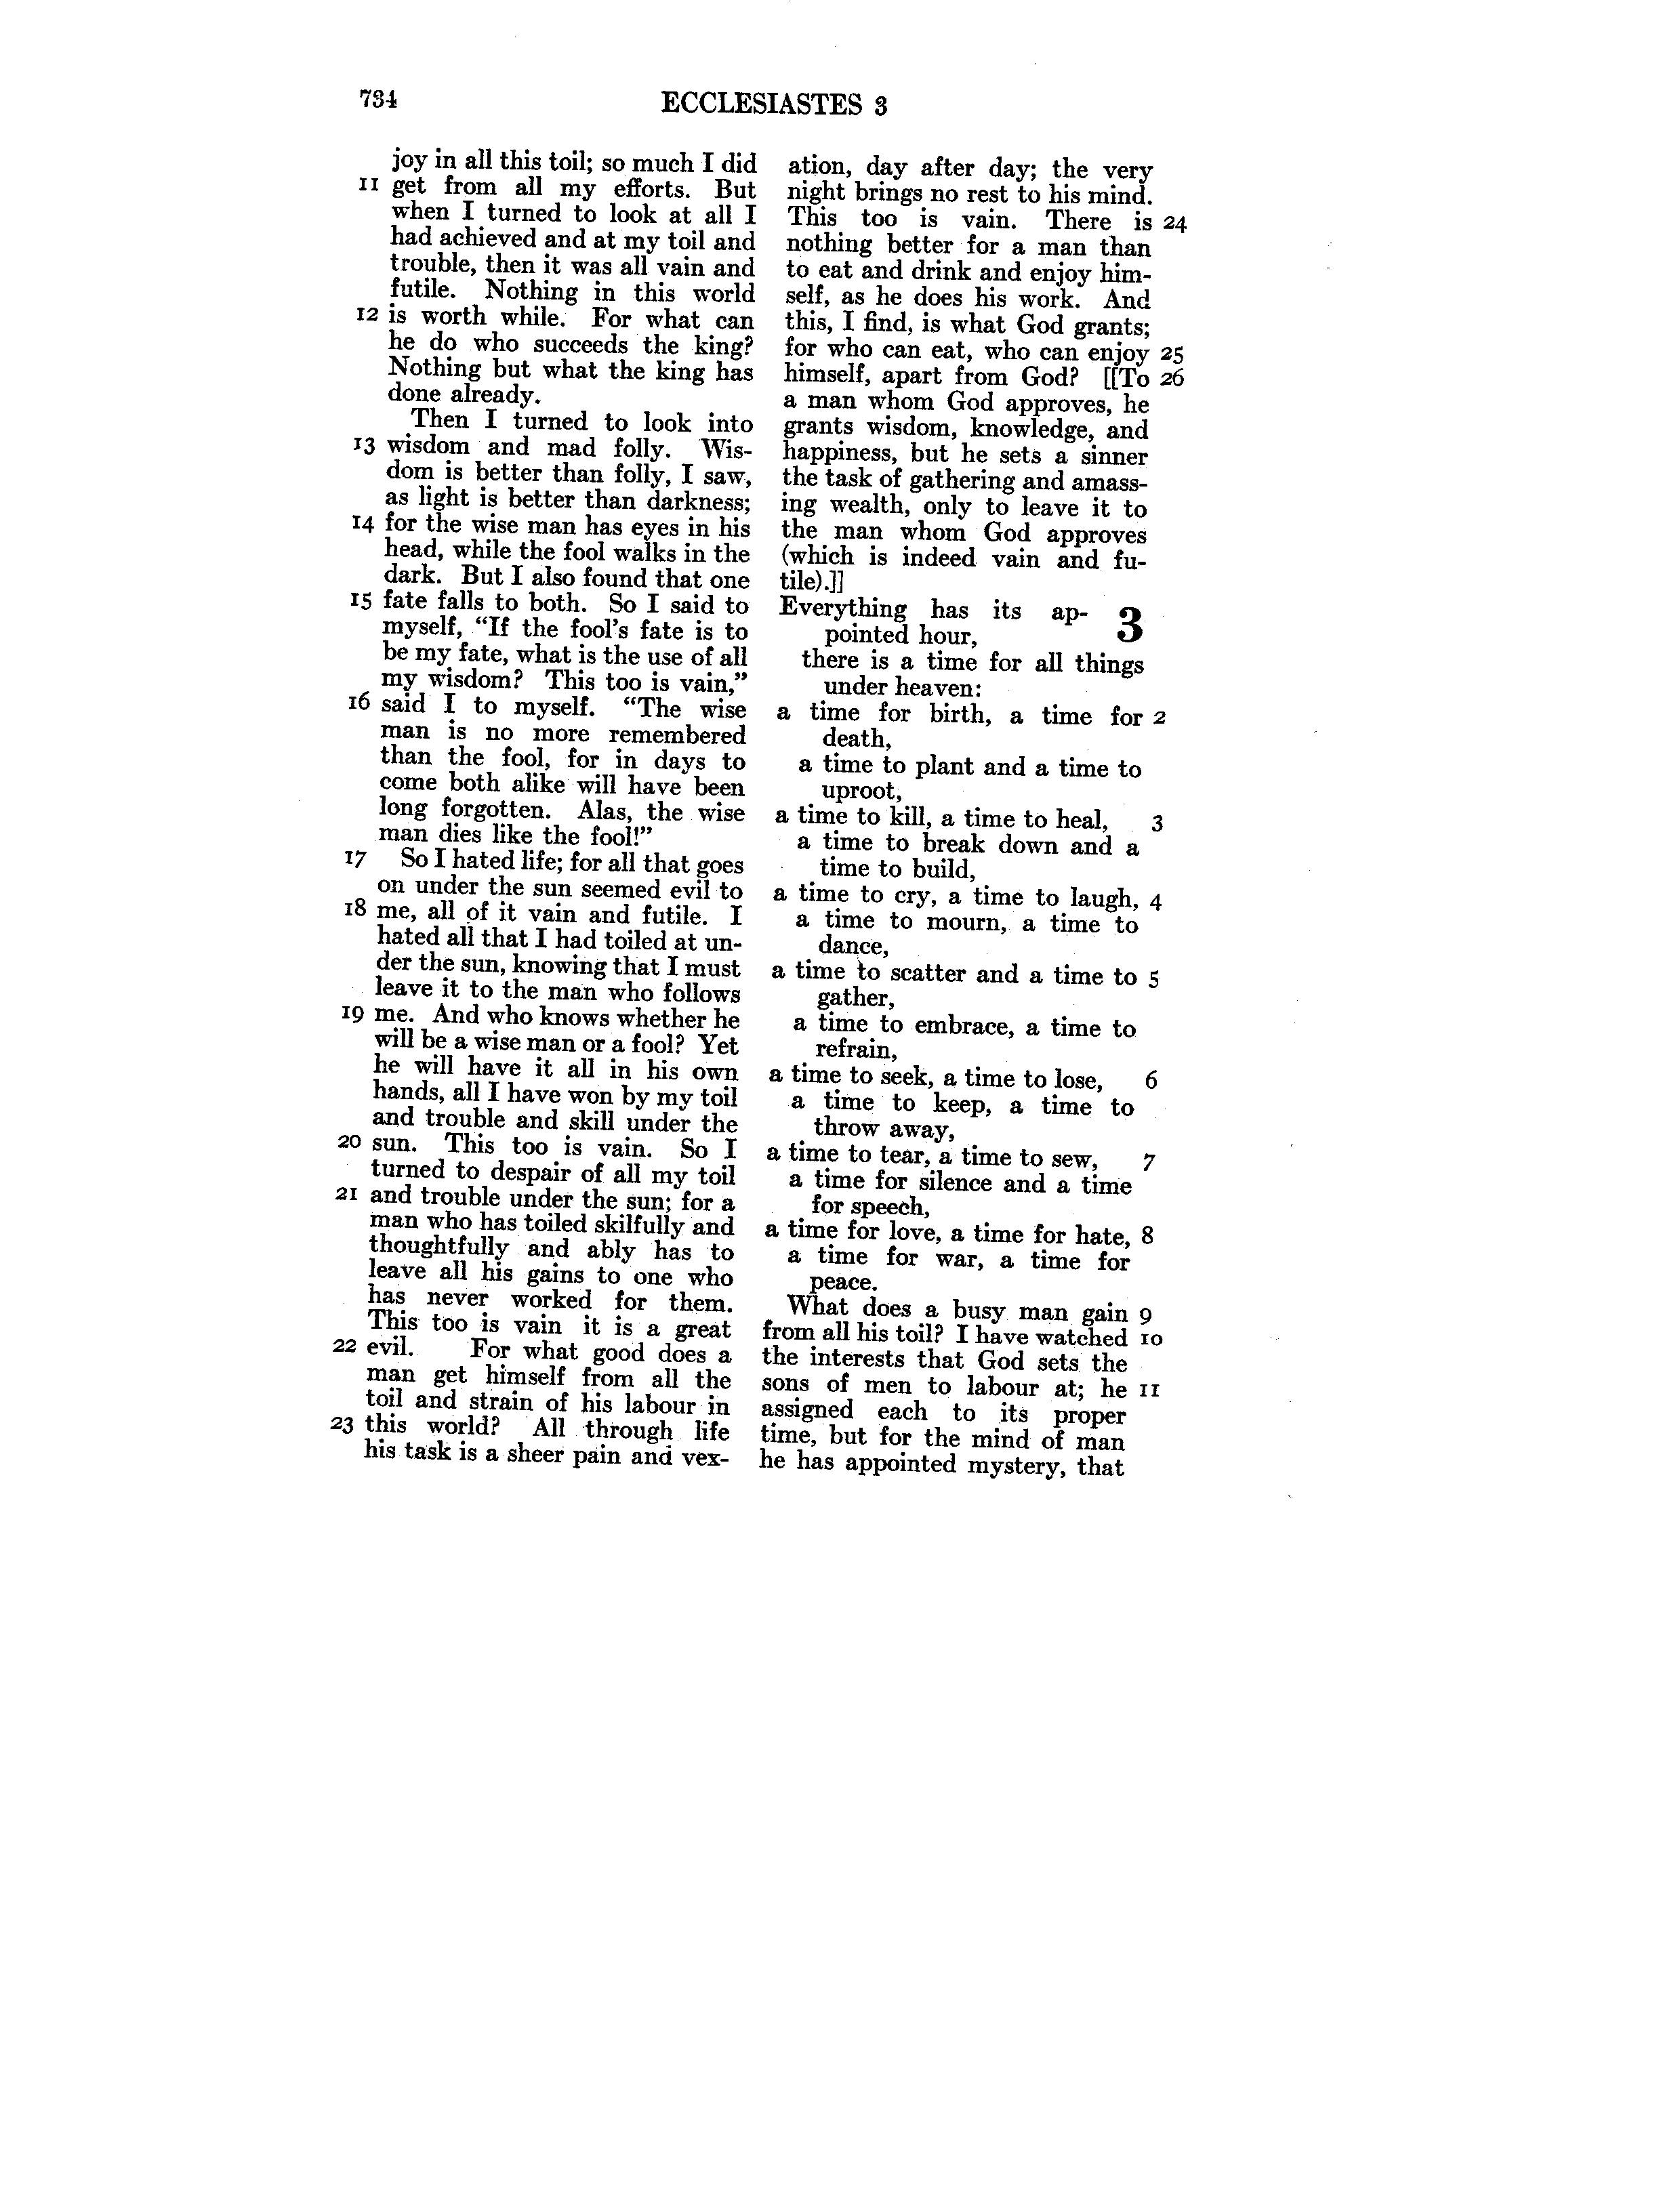 734
ECCLESIASTES 3
joy in all this toil; so much I did
11 get from all my efforts. But
when I turned to look at all I
had achieved and at my toil and
trouble, then it was all vain and
futile. Nothing in this world
12 is worth while. For what can
he do who succeeds the king?
Nothing but what the king has
done already.
Then I turned to look into
13 wisdom and mad folly. Wis-
dom is better than folly, I saw,
as light is better than darkness;
14 for the wise man has eyes in his
head, while the fool walks in the
dark. But I also found that one
15 fate falls to both. So I said to
myself, “If the fool's fate is to
be my fate, what is the use of all
my wisdom? This too is vain,”
16 said I to myself. “The wise
man is no more remembered
than the fool, for in days to
come both alike will have been
long forgotten. Alas, the wise
man dies like the fool!”
17 So I hated life; for all that goes
on under the sun seemed evil to
18 me, all of it vain and futile. I
hated all that I had toiled at un-
der the sun, knowing that I must
leave it to the man who follows
19 me. And who knows whether he
will be a wise man or a fool? Yet
he will have it all in his own
hands, all I have won by my toil
and trouble and skill under the
20 sun. This too is vain. So I
turned to despair of all my toil
21 and trouble under the sun; for a
man who has toiled skilfully and
thoughtfully and ably has to
leave all his gains to one who
has never worked for them.
This too is vain it is a great
22 evil. For what good does a
man get himself from all the
toil and strain of his labour in
23 this world? All through life
his task is a sheer pain and vex-
ation, day after day; the very
night brings no rest to his mind.
This too is vain. There is 24
nothing better for a man than
to eat and drink and enjoy him-
self, as he does his work. And
this, I find, is what God grants;
for who can eat, who can enjoy 25
himself, apart from God? [[To 26
a man whom God approves, he
grants wisdom, knowledge, and
happiness, but he sets a sinner
the task of gathering and amass-
ing wealth, only to leave it to
the man whom God approves
(which is indeed vain and fu-
tile).]]
Everything has its ap- 3
pointed hour,
there is a time for all things
under heaven:
a time for birth, a time for 2
death,
a time to plant and a time to
uproot,
a time to kill, a time to heal, 3
a time to break down and a
time to build,
a time to cry, a time to laugh, 4
a time to mourn, a time to
dance,
a time to scatter and a time to 5
gather,
a time to embrace, a time to
refrain,
a time to seek, a time to lose, 6
a time to keep, a time to
throw away,
a time to tear, a time to sew, 7
a time for silence and a time
for speech,
a time for love, a time for hate, 8
a time for war, a time for
peace.
What does a busy man gain 9
from all his toil? I have watched 10
the interests that God sets the
sons of men to labour at; he 11
assigned each to its proper
time, but for the mind of man
he has appointed mystery, that